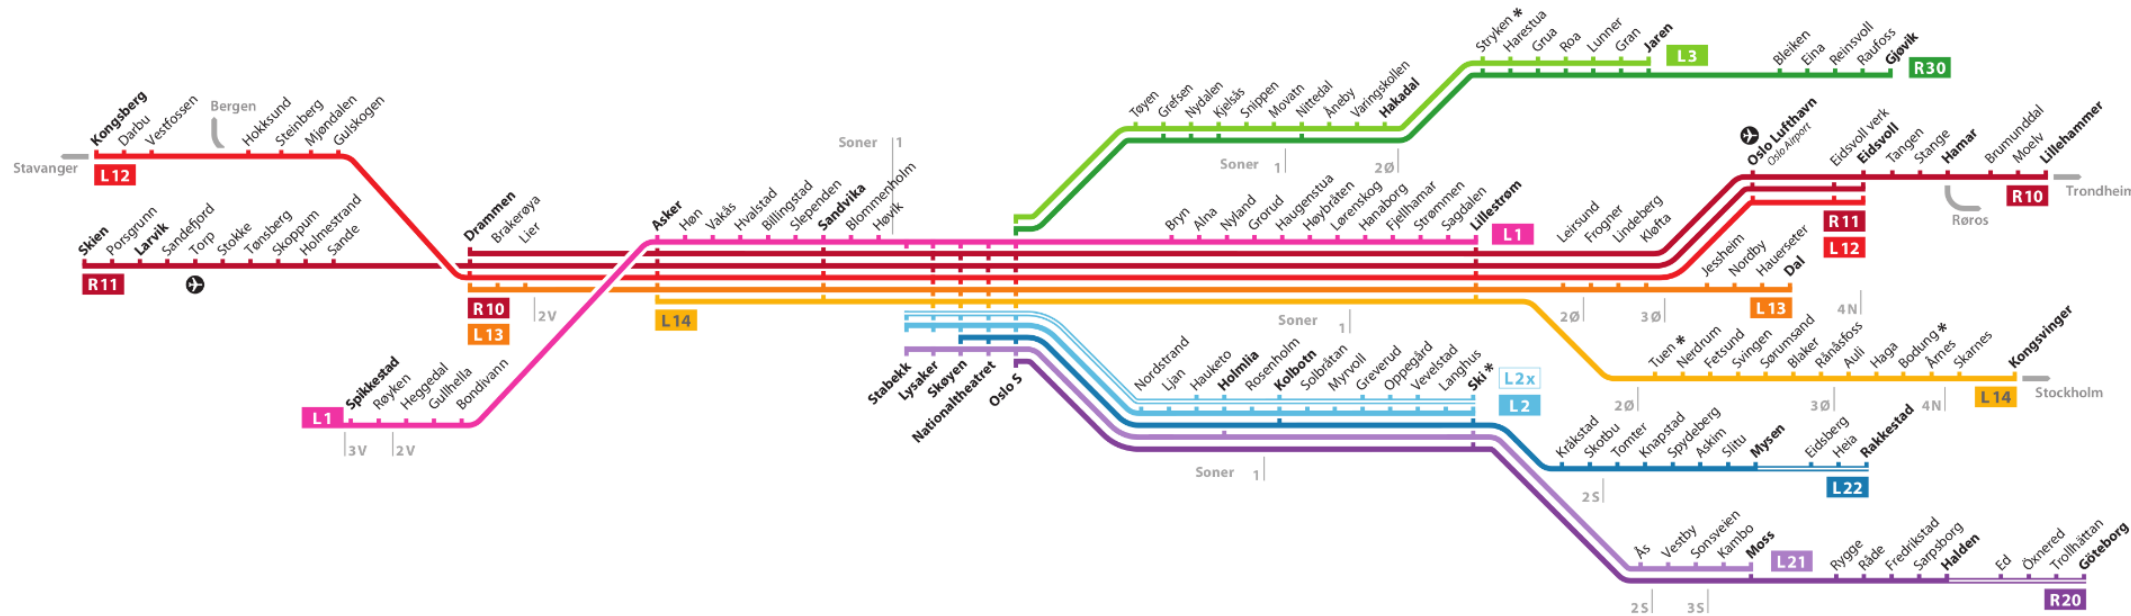 Stryken *
Harestua
Grua
Roa
Lunner
Gran
Jaren
L3
Bleiken
Eina
Reinsvoll
Raufoss
Gjøvik
R30
Tøyen
Grefsen
Nydalen
Kjelsås
Snippen
Movatn
Nittedal
Åneby
Varingskollen
Hakadal
Soner 1
2Ø
Stavanger
Kongsberg
Darbu
Vestfossen
Bergen
Hokksund
Steinberg
Mjøndalen
Gulskogen
L12
Skien
Porsgrunn
Larvik
Sandefjord
Torp
Stokke
Tønsberg
Skoppum
Holmestrand
Sande
R11
Drammen
Brakerøya
Lier
R10
L13
2V
Soner 1
Asker
Høn
Vakås
Hvalstad
Billingstad
Slependen
Sandvika
Blommenholm
Høvik
L14
Spikkestad
Røyken
Heggedal
Gullhella
Bondivann
L1
3V
2V
Stabekk
Lysaker
Skøyen
Nationaltheatret
Oslo S
Bryn
Alna
Nyland
Grorud
Haugenstua
Høybråten
Lørenskog
Hanaborg
Fjellhamar
Strømmen
Sagdalen
Lillestrøm
L1
Soner 1
Leirsund
Frogner
Lindeberg
Kløfta
Jessheim
Nordby
Hauerseter
Dal
L13
2Ø
3Ø
4N
Oslo Lufthavn
Oslo Airport
Eidsvoll verk
Eidsvoll
Tangen
Stange
Hamar
Brumunddal
Moelv
Lillehammer
R10
Trondheim
Røros
R11
L12
Tuen *
Nerdrum
Fetsund
Svingen
Sørumsand
Blaker
Rånåsfoss
Auli
Haga
Bodung *
Årnes
Skarnes
Kongsvinger
L14
Stockholm
2Ø
3Ø
4N
Nordstrand
Ljan
Hauketo
Holmlia
Rosenholm
Kolbotn
Solbråtan
Myrvoll
Greverud
Oppegård
Vevelstad
Langhus
Ski *
L2x
L2
Soner 1
Kråkstad
Skotbu
Tomter
Knapstad
Spydeberg
Askim
Slitu
Mysen
Eidsberg
Heia
Rakkestad
L22
2S
Ås
Vestby
Sonsveien
Kambo
Moss
L21
Rygge
Råde
Fredrikstad
Sarpsborg
Halden
Ed
Öxnered
Trollhättan
Göteborg
R20
2S
3S